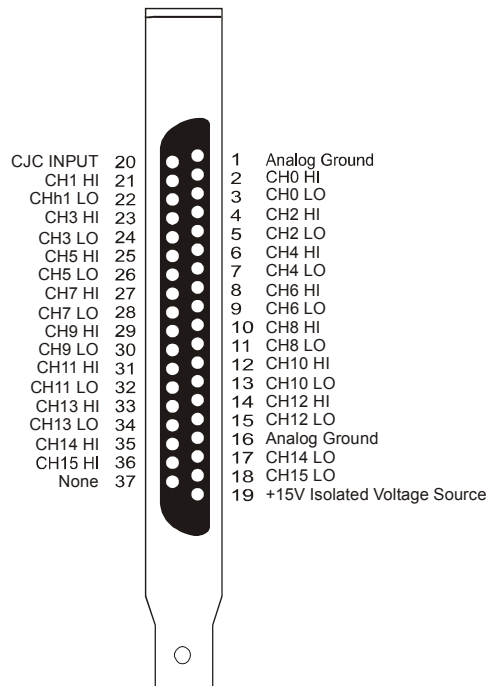 CJC INPUT 20
CH1 HI 21
CHh1 LO 22
CH3 HI 23
CH3 LO 24
CH5 HI 25
CH5 LO 26
CH7 HI 27
CH7 LO 28
CH9 HI 29
CH9 LO 30
CH11 HI 31
CH11 LO 32
CH13 HI 33
CH13 LO 34
CH14 HI 35
CH15 HI 36
None 37
1 Analog Ground
2 CH0 HI
3 CH0 LO
4 CH2 HI
5 CH2 LO
6 CH4 HI
7 CH4 LO
8 CH6 HI
9 CH6 LO
10 CH8 HI
11 CH8 LO
12 CH10 HI
13 CH10 LO
14 CH12 HI
15 CH12 LO
16 Analog Ground
17 CH14 LO
18 CH15 LO
19 +15V Isolated Voltage Source